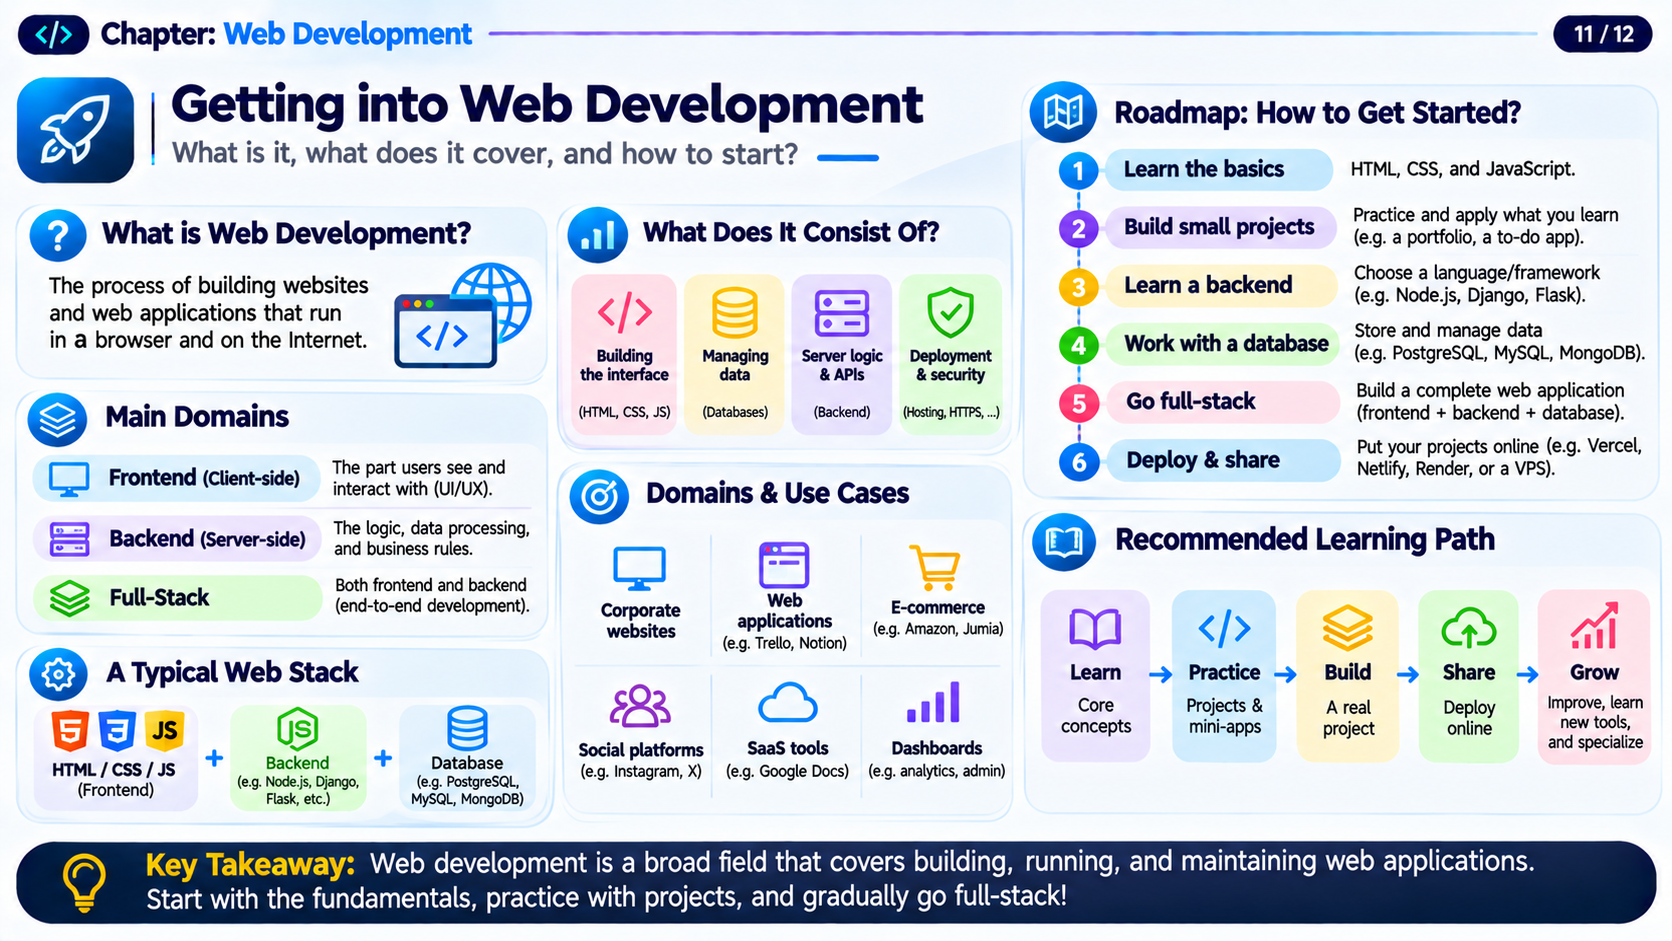 </> Chapter: Web Development
11 / 12
Getting into Web Development
What is it, what does it cover, and how to start?
? What is Web Development?
The process of building websites
and web applications that run
in a browser and on the Internet.
</>
Main Domains
Frontend (Client-side)
The part users see and
interact with (UI/UX).
Backend (Server-side)
The logic, data processing,
and business rules.
Full-Stack
Both frontend and backend
(end-to-end development).
A Typical Web Stack
5 3 JS
HTML / CSS / JS
(Frontend)
+
JS
Backend
(e.g. Node.js, Django,
Flask, etc.)
+
Database
(e.g. PostgreSQL,
MySQL, MongoDB)
What Does It Consist Of?
</>
Building
the interface
(HTML, CSS, JS)
Managing
data
(Databases)
Server logic
& APIs
(Backend)
Deployment
& security
(Hosting, HTTPS, ...)
Domains & Use Cases
Corporate
websites
Web
applications
(e.g. Trello, Notion)
E-commerce
(e.g. Amazon, Jumia)
Social platforms
(e.g. Instagram, X)
SaaS tools
(e.g. Google Docs)
Dashboards
(e.g. analytics, admin)
Roadmap: How to Get Started?
1 Learn the basics
HTML, CSS, and JavaScript.
2 Build small projects
Practice and apply what you learn
(e.g. a portfolio, a to-do app).
3 Learn a backend
Choose a language/framework
(e.g. Node.js, Django, Flask).
4 Work with a database
Store and manage data
(e.g. PostgreSQL, MySQL, MongoDB).
5 Go full-stack
Build a complete web application
(frontend + backend + database).
6 Deploy & share
Put your projects online (e.g. Vercel,
Netlify, Render, or a VPS).
Recommended Learning Path
Learn
Core
concepts
</>
Practice
Projects &
mini-apps
Build
A real
project
Share
Deploy
online
Grow
Improve, learn
new tools,
and specialize
Key Takeaway: Web development is a broad field that covers building, running, and maintaining web applications.
Start with the fundamentals, practice with projects, and gradually go full-stack!